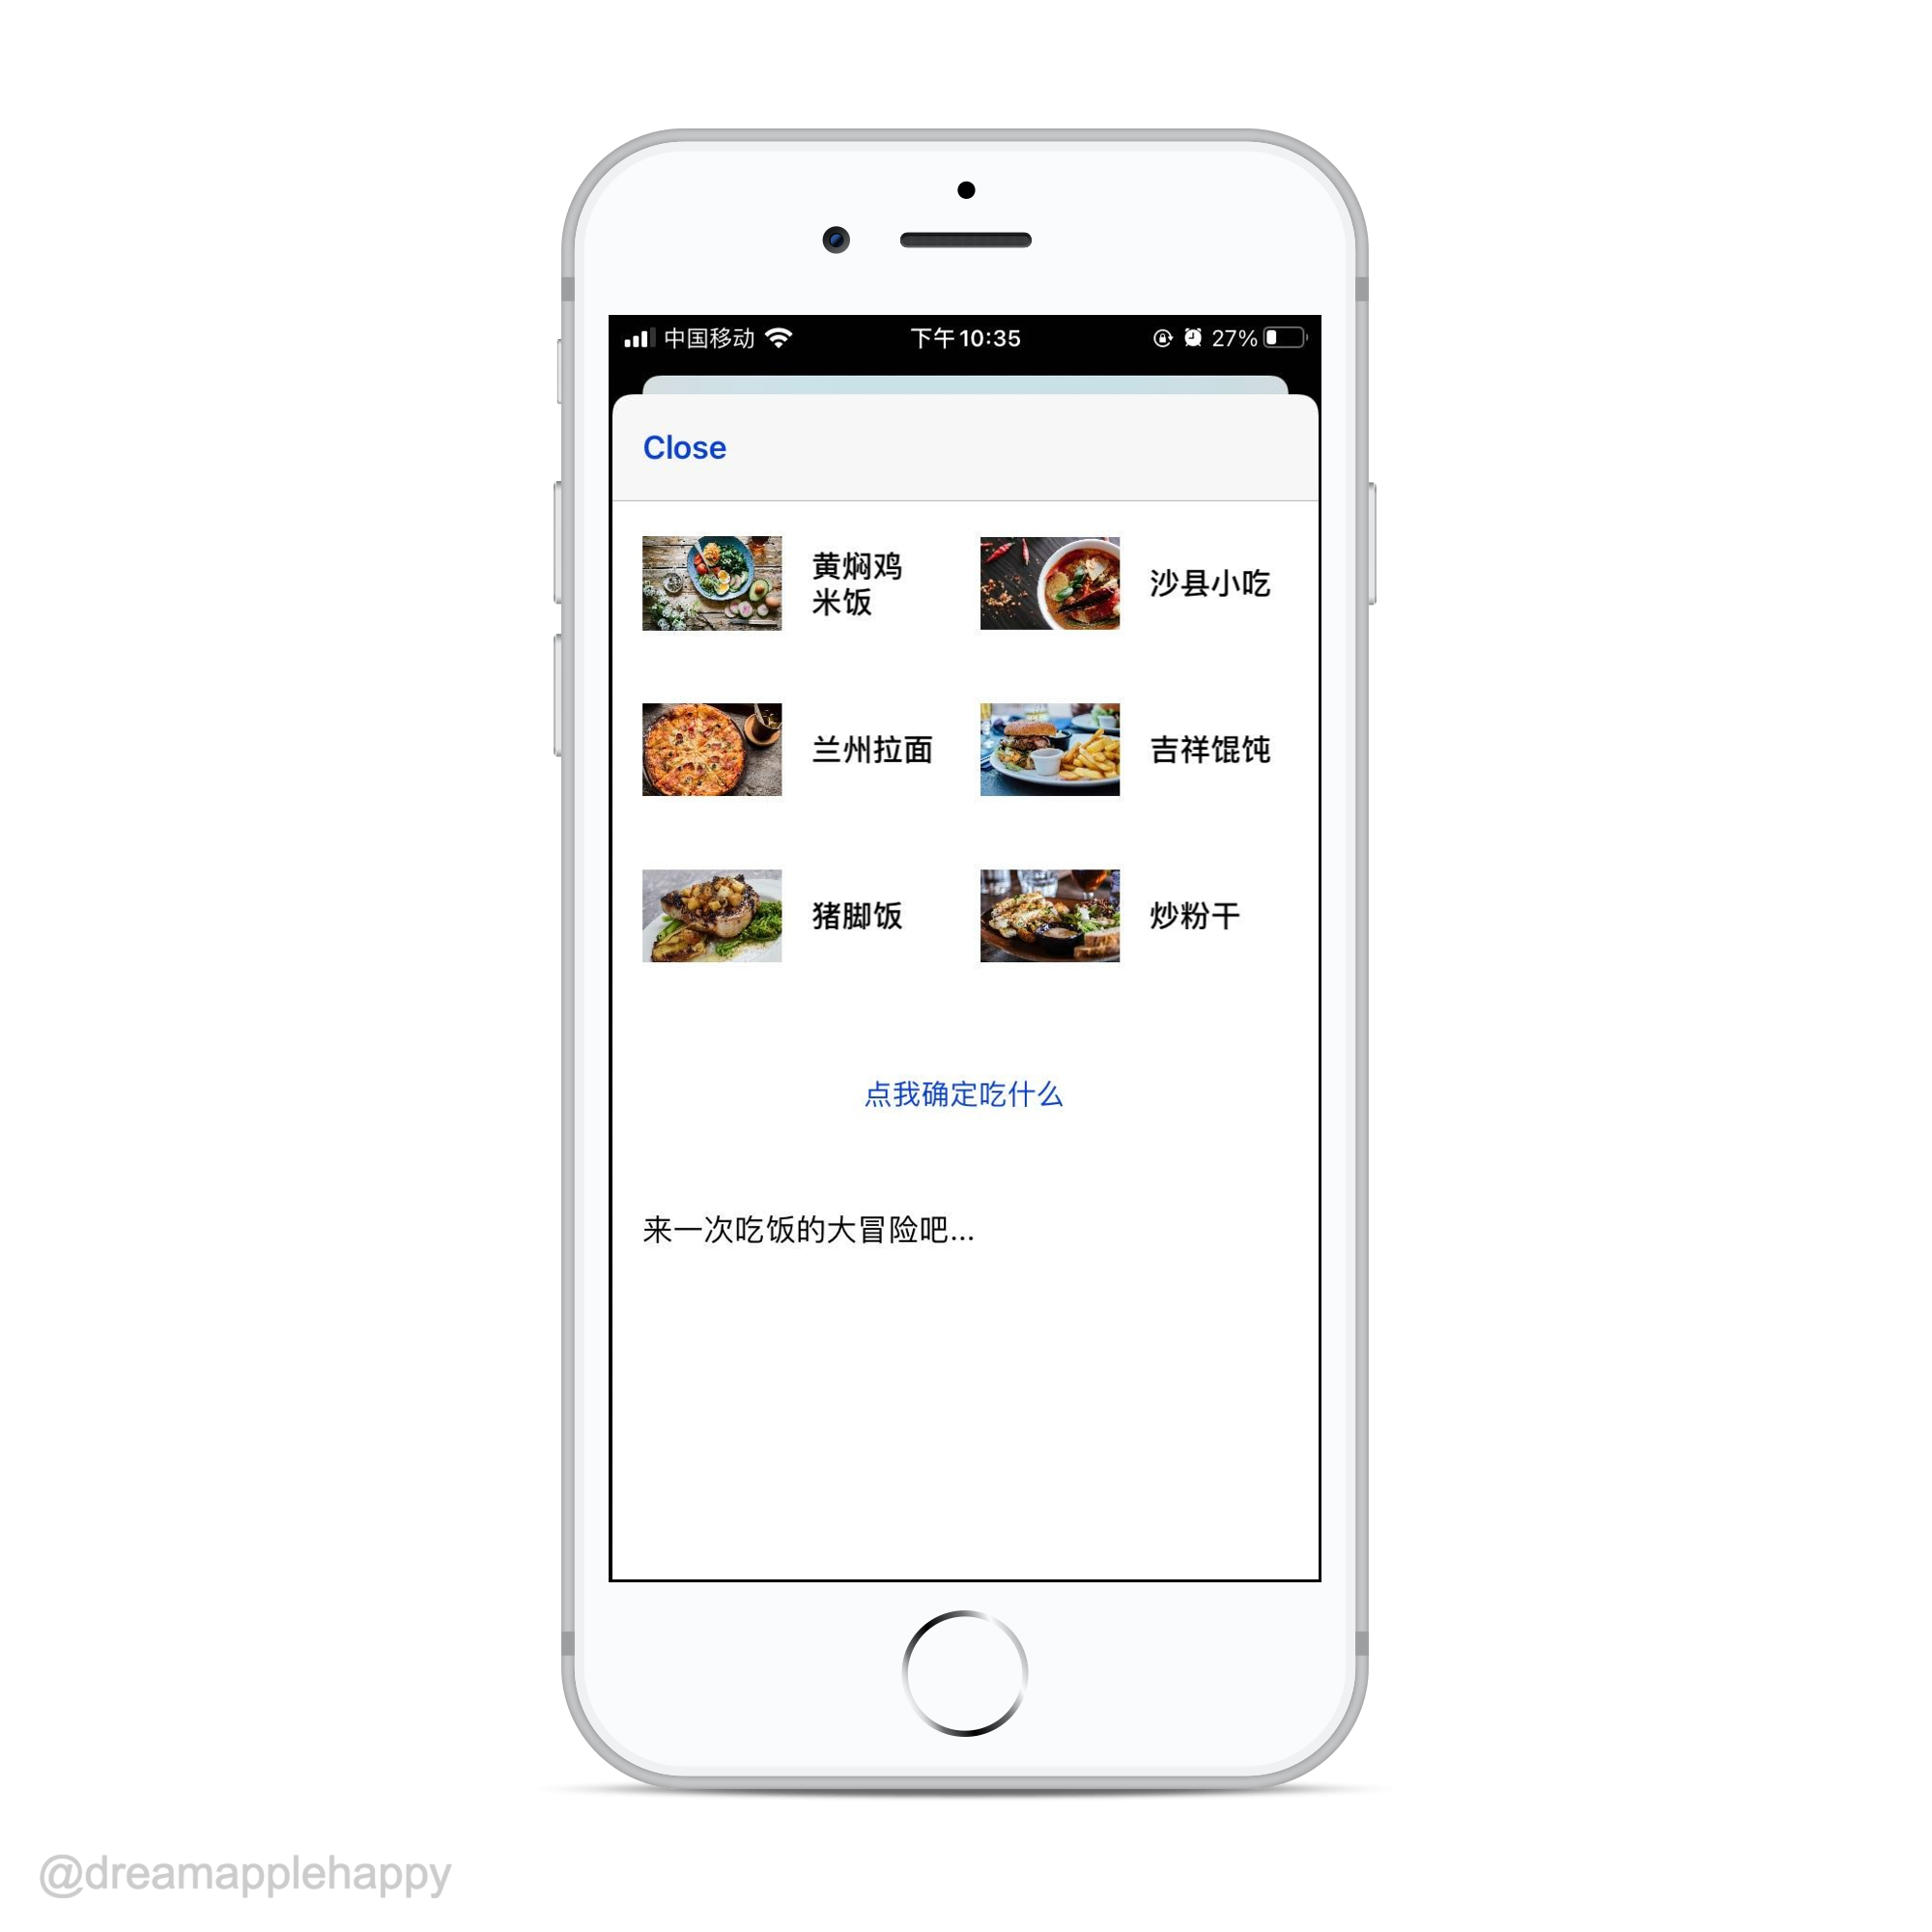 中国移动 下午10:35 27%
Close
黄焖鸡
米饭
沙县小吃
兰州拉面
吉祥馄饨
猪脚饭
炒粉干
点我确定吃什么
来一次吃饭的大冒险吧...
@dreamapplehappy